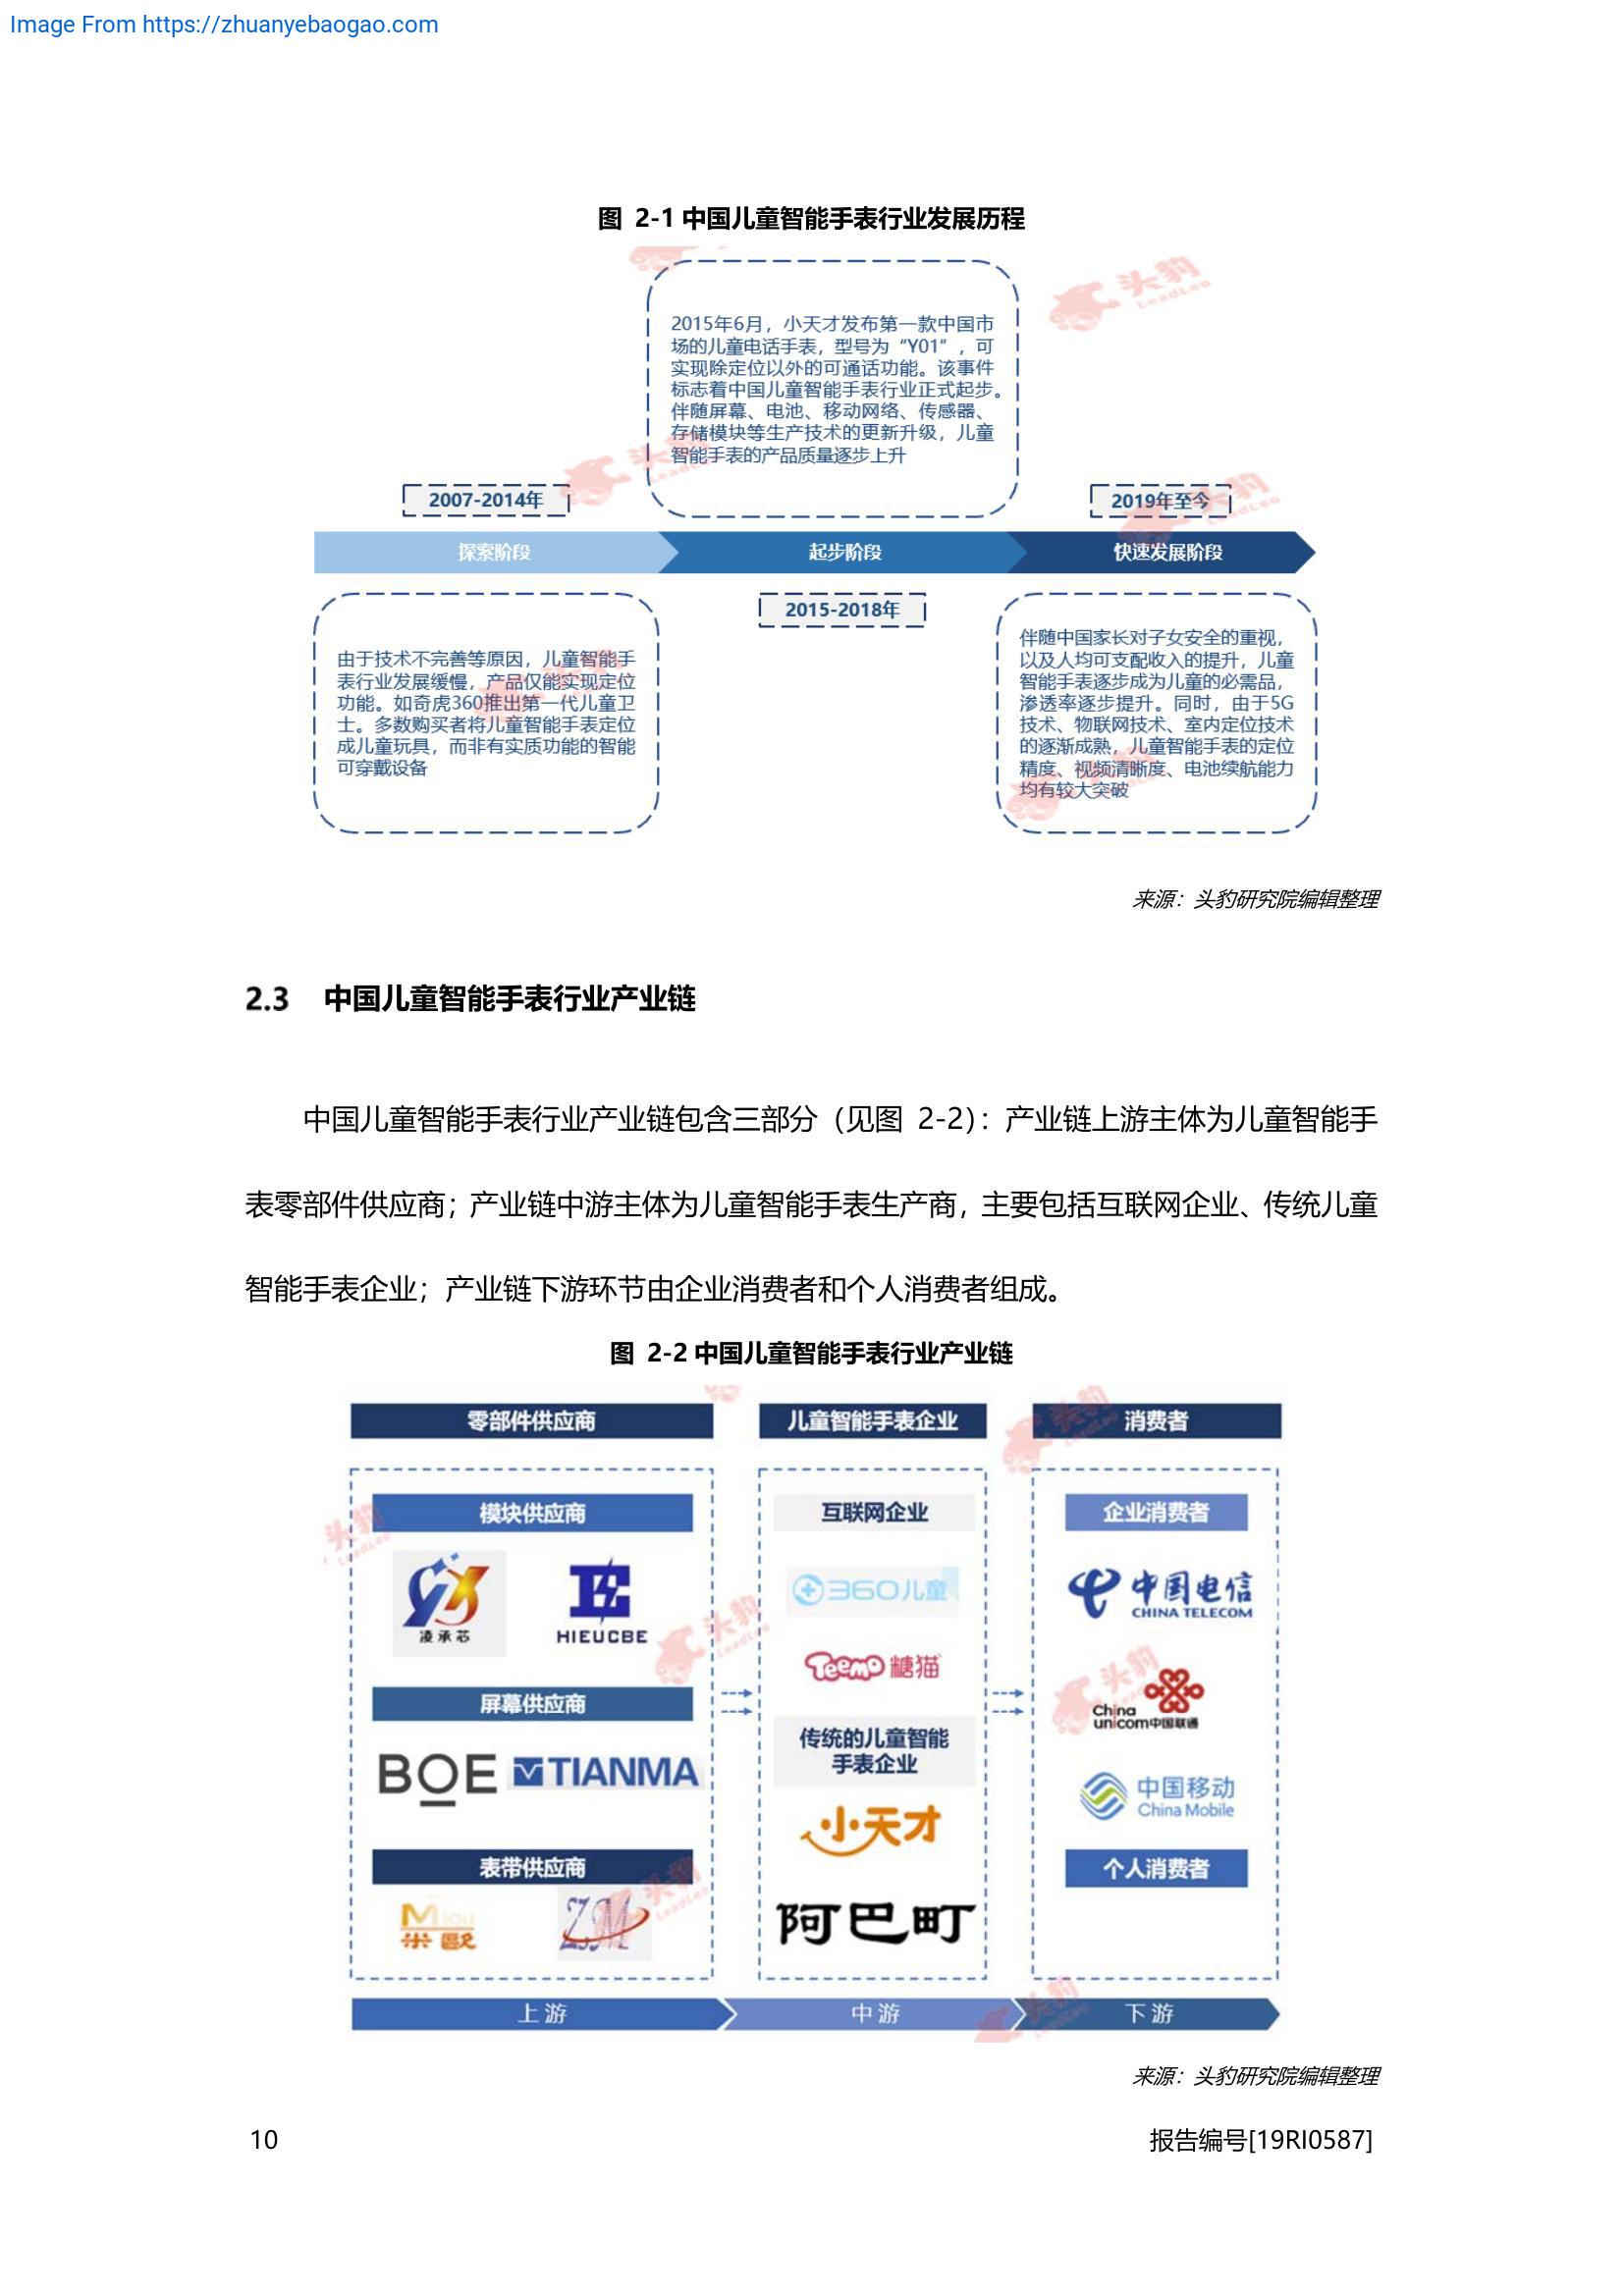 Image From https://zhuanyebaogao.com
图 2-1 中国儿童智能手表行业发展历程
头豹
LeadLeo
2015年6月，小天才发布第一款中国市
场的儿童电话手表，型号为“Y01”，可
实现除定位以外的可通话功能。该事件
标志着中国儿童智能手表行业正式起步。
伴随屏幕、电池、移动网络、传感器、
存储模块等生产技术的更新升级，儿童
智能手表的产品质量逐步上升
2007-2014年
2019年至今
探索阶段
起步阶段
快速发展阶段
2015-2018年
由于技术不完善等原因，儿童智能手
表行业发展缓慢，产品仅能实现定位
功能。如奇虎360推出第一代儿童卫
士。多数购买者将儿童智能手表定位
成儿童玩具，而非有实质功能的智能
可穿戴设备
伴随中国家长对子女安全的重视，
以及人均可支配收入的提升，儿童
智能手表逐步成为儿童的必需品，
渗透率逐步提升。同时，由于5G
技术、物联网技术、室内定位技术
的逐渐成熟，儿童智能手表的定位
精度、视频清晰度、电池续航能力
均有较大突破
来源：头豹研究院编辑整理
2.3 中国儿童智能手表行业产业链
中国儿童智能手表行业产业链包含三部分（见图 2-2）：产业链上游主体为儿童智能手
表零部件供应商；产业链中游主体为儿童智能手表生产商，主要包括互联网企业、传统儿童
智能手表企业；产业链下游环节由企业消费者和个人消费者组成。
图 2-2 中国儿童智能手表行业产业链
零部件供应商
儿童智能手表企业
消费者
模块供应商
凌承芯
HIEUCBE
屏幕供应商
BOE
TIANMA
表带供应商
Miou
米歐
ZJM
互联网企业
360儿童
Teemo 糖猫
传统的儿童智能
手表企业
小天才
阿巴町
企业消费者
中国电信
CHINA TELECOM
China
unicom中国联通
中国移动
China Mobile
个人消费者
上游
中游
下游
来源：头豹研究院编辑整理
10
报告编号[19RI0587]